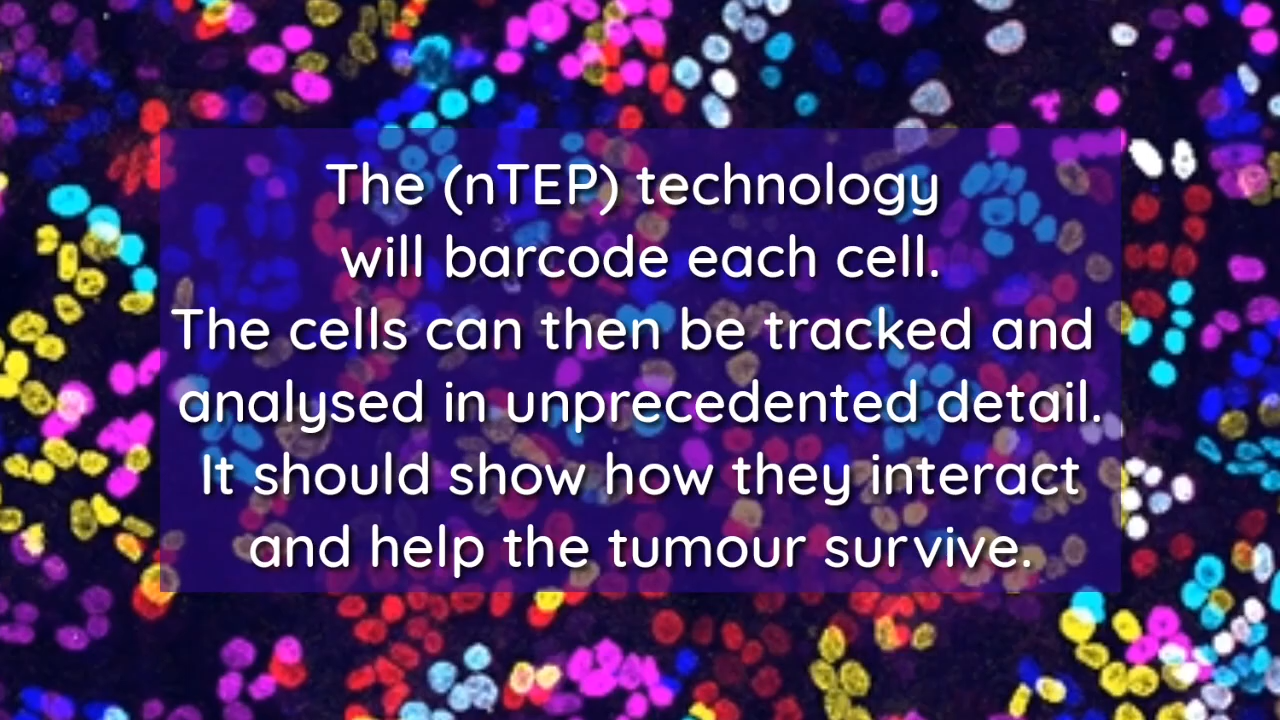 The (nTEP) technology
will barcode each cell.
The cells can then be tracked and
analysed in unprecedented detail.
It should show how they interact
and help the tumour survive.